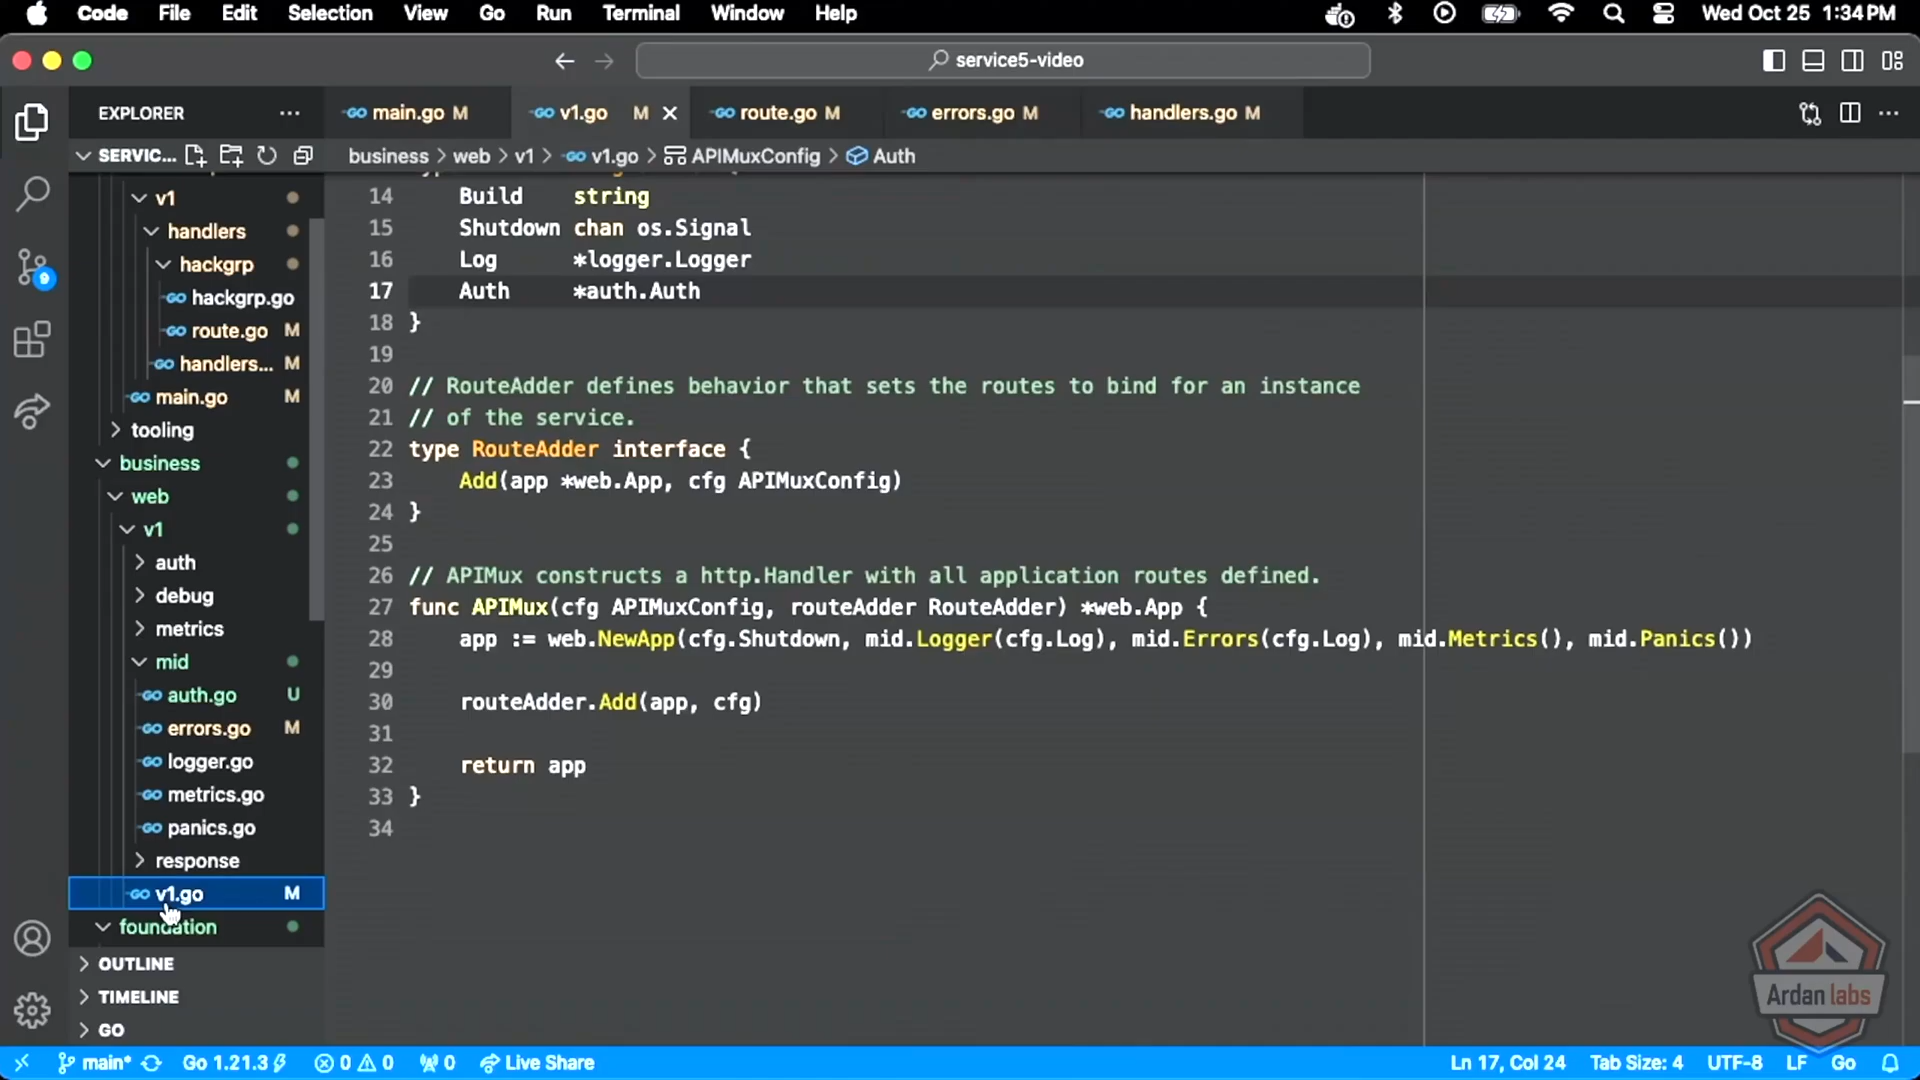 Code File Edit Selection View Go Run Terminal Window Help Wed Oct 25 1:34 PM
service5-video
EXPLORER
main.go M
v1.go M
route.go M
errors.go M
handlers.go M
SERVIC...
business > web > v1 > v1.go > APIMuxConfig > Auth
v1
handlers
hackgrp
hackgrp.go
route.go M
handlers... M
main.go M
tooling
business
web
v1
auth
debug
metrics
mid
auth.go U
errors.go M
logger.go
metrics.go
panics.go
response
v1.go M
foundation
OUTLINE
TIMELINE
GO
9
14 Build string
15 Shutdown chan os.Signal
16 Log *logger.Logger
17 Auth *auth.Auth
18 }
19
20 // RouteAdder defines behavior that sets the routes to bind for an instance
21 // of the service.
22 type RouteAdder interface {
23 Add(app *web.App, cfg APIMuxConfig)
24 }
25
26 // APIMux constructs a http.Handler with all application routes defined.
27 func APIMux(cfg APIMuxConfig, routeAdder RouteAdder) *web.App {
28 app := web.NewApp(cfg.Shutdown, mid.Logger(cfg.Log), mid.Errors(cfg.Log), mid.Metrics(), mid.Panics())
29
30 routeAdder.Add(app, cfg)
31
32 return app
33 }
34
Ardan labs
main* Go 1.21.3 0 0 0 Live Share Ln 17, Col 24 Tab Size: 4 UTF-8 LF Go